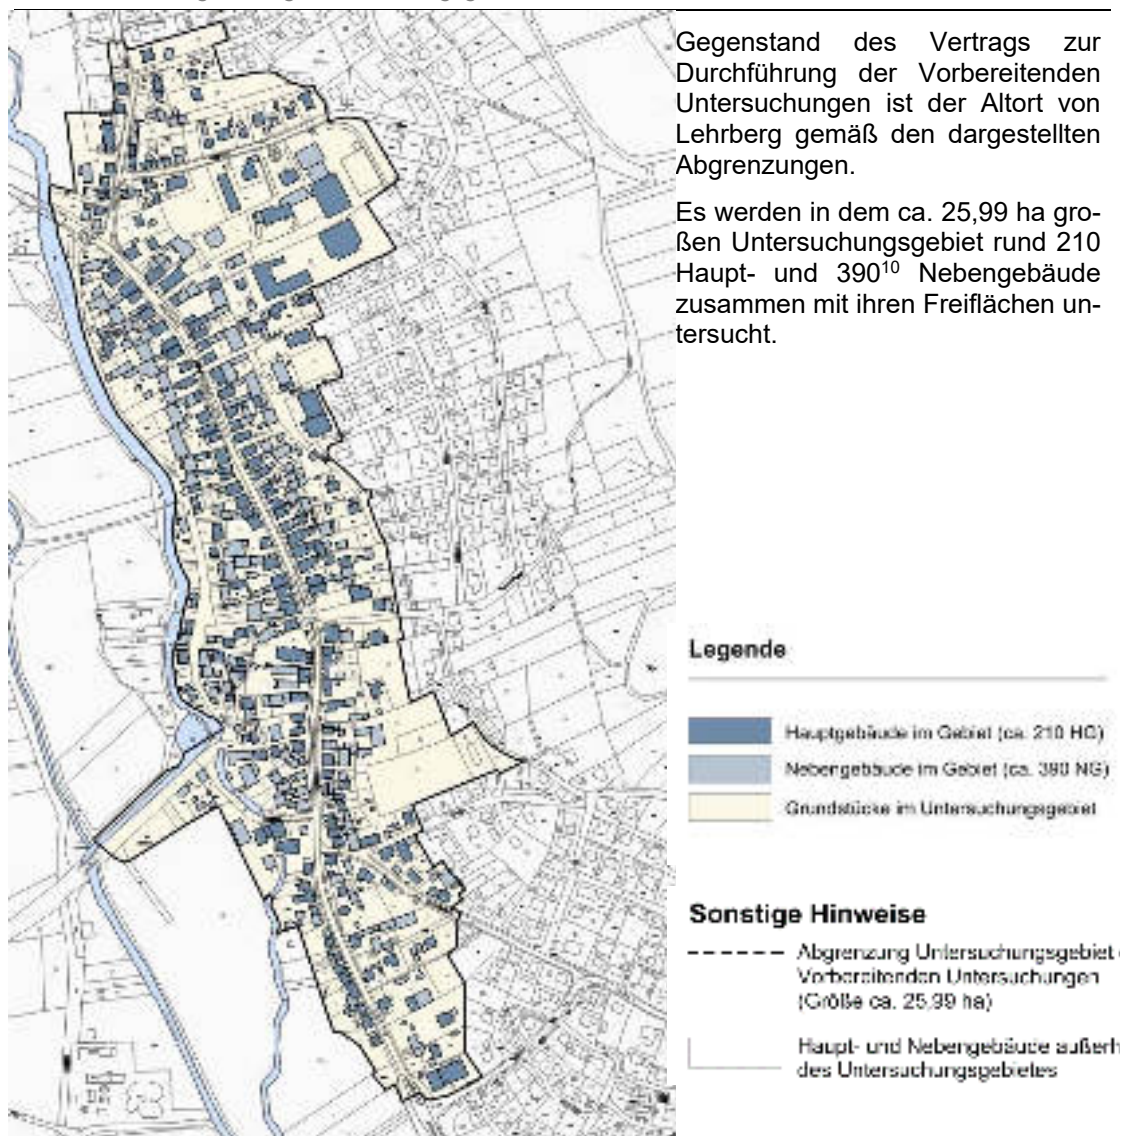 Gegenstand des Vertrags zur
Durchführung der Vorbereitenden
Untersuchungen ist der Altort von
Lehrberg gemäß den dargestellten
Abgrenzungen.
Es werden in dem ca. 25,99 ha gro-
ßen Untersuchungsgebiet rund 210
Haupt- und 390¹⁰ Nebengebäude
zusammen mit ihren Freiflächen un-
tersucht.
Legende
Hauptgebäude im Gebiet (ca. 210 HG)
Nebengebäude im Gebiet (ca. 390 NG)
Grundstücke im Untersuchungsgebiet
Sonstige Hinweise
Abgrenzung Untersuchungsgebiet
Vorbereitenden Untersuchungen
(Größe ca. 25,99 ha)
Haupt- und Nebengebäude außerh
des Untersuchungsgebietes